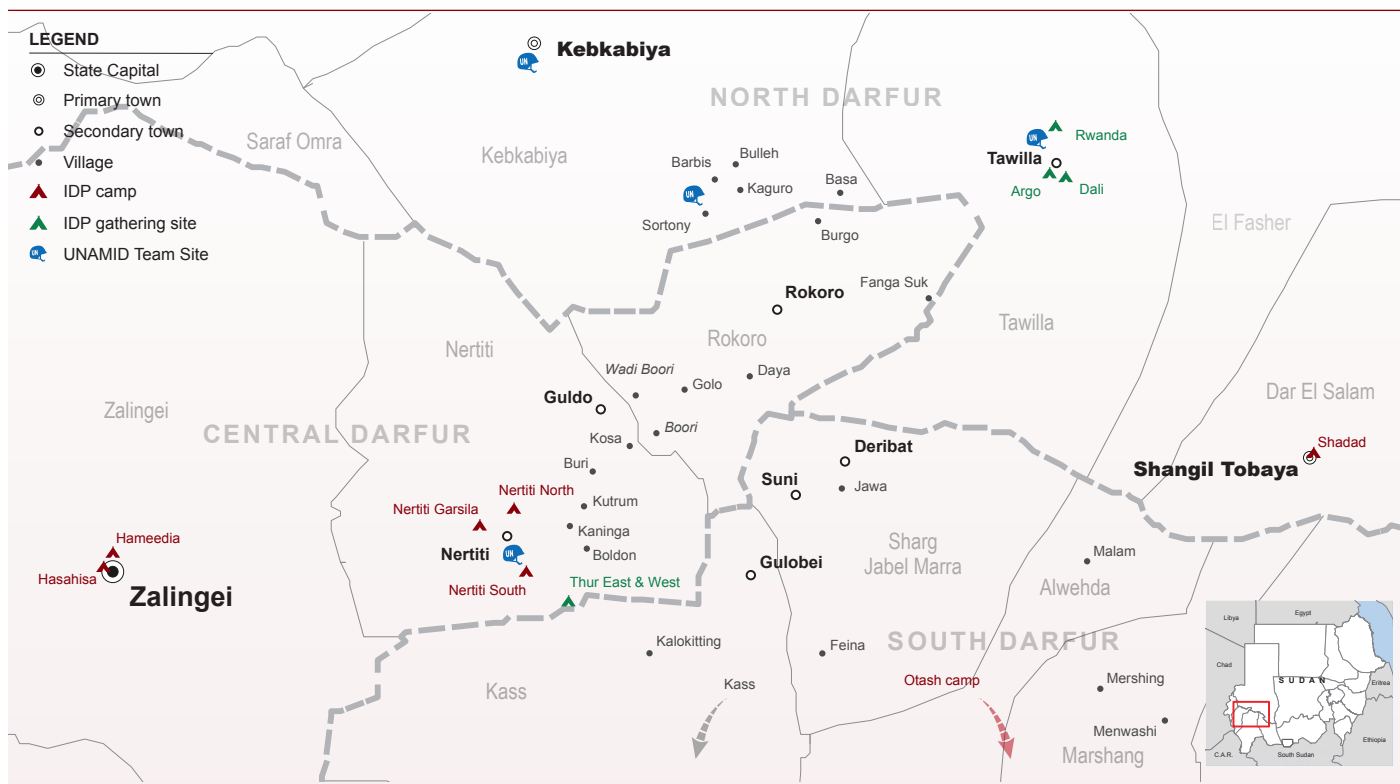 LEGEND
State Capital
Primary town
Secondary town
Village
IDP camp
IDP gathering site
UN
UNAMID Team Site
UN
Kebkabiya
NORTH DARFUR
Saraf Omra
Kebkabiya
Barbis
Bulleh
Kaguro
Basa
UN
Sortony
Burgo
UN
Rwanda
Tawilla
Argo
Dali
El Fasher
Rokoro
Fanga Suk
Tawilla
Nertiti
Rokoro
Wadi Boori
Golo
Daya
Guldo
Boori
Kosa
Zalingei
CENTRAL DARFUR
Dar El Salam
Shadad
Shangil Tobaya
Deribat
Suni
Jawa
Buri
Nertiti North
Nertiti Garsila
Kutrum
Kaninga
Nertiti
UN
Boldon
Hameedia
Hasahisa
Zalingei
Nertiti South
Thur East & West
Gulobei
Sharg
Jabel Marra
Malam
Alwehda
SOUTH DARFUR
Kalokitting
Feina
Kass
Kass
Otash camp
Mershing
Menwashi
Marshang
Libya
Egypt
Chad
SUDAN
Eritrea
Ethiopia
C.A.R.
South Sudan